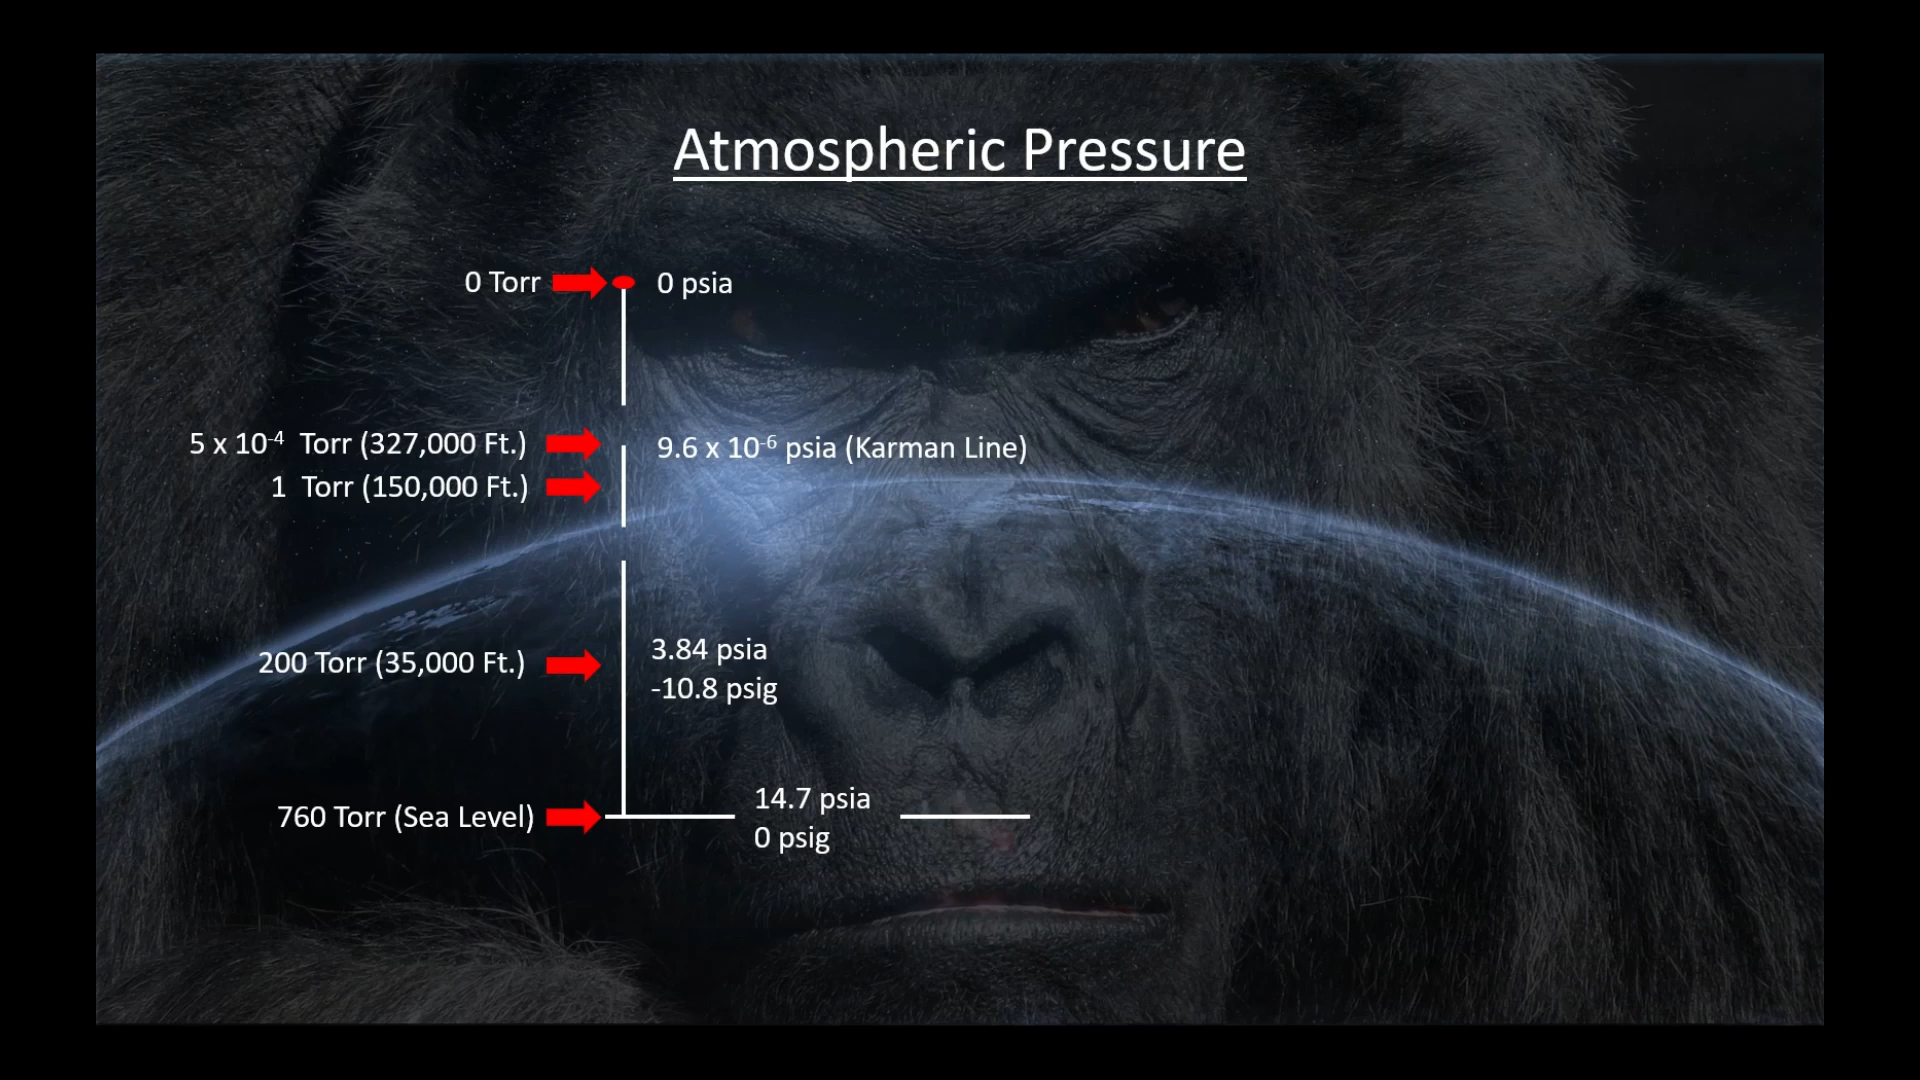 Atmospheric Pressure
0 Torr 0 psia
5 x 10⁻⁴ Torr (327,000 Ft.) 9.6 x 10⁻⁶ psia (Karman Line)
1 Torr (150,000 Ft.)
200 Torr (35,000 Ft.) 3.84 psia
-10.8 psig
760 Torr (Sea Level) 14.7 psia
0 psig